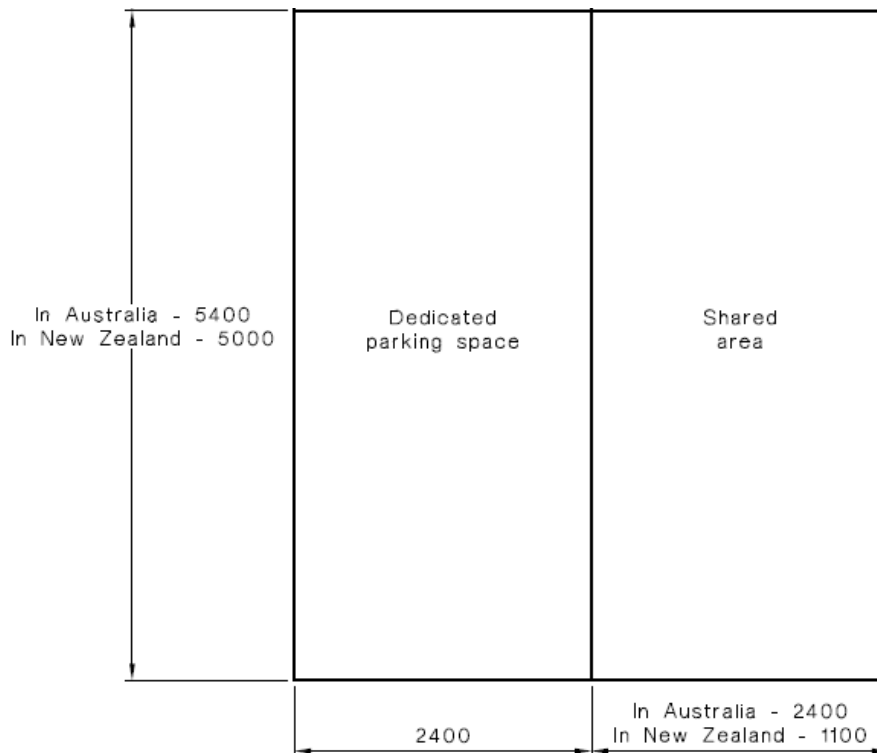 In Australia - 5400
In New Zealand - 5000
Dedicated
parking space
Shared
area
2400
In Australia - 2400
In New Zealand - 1100